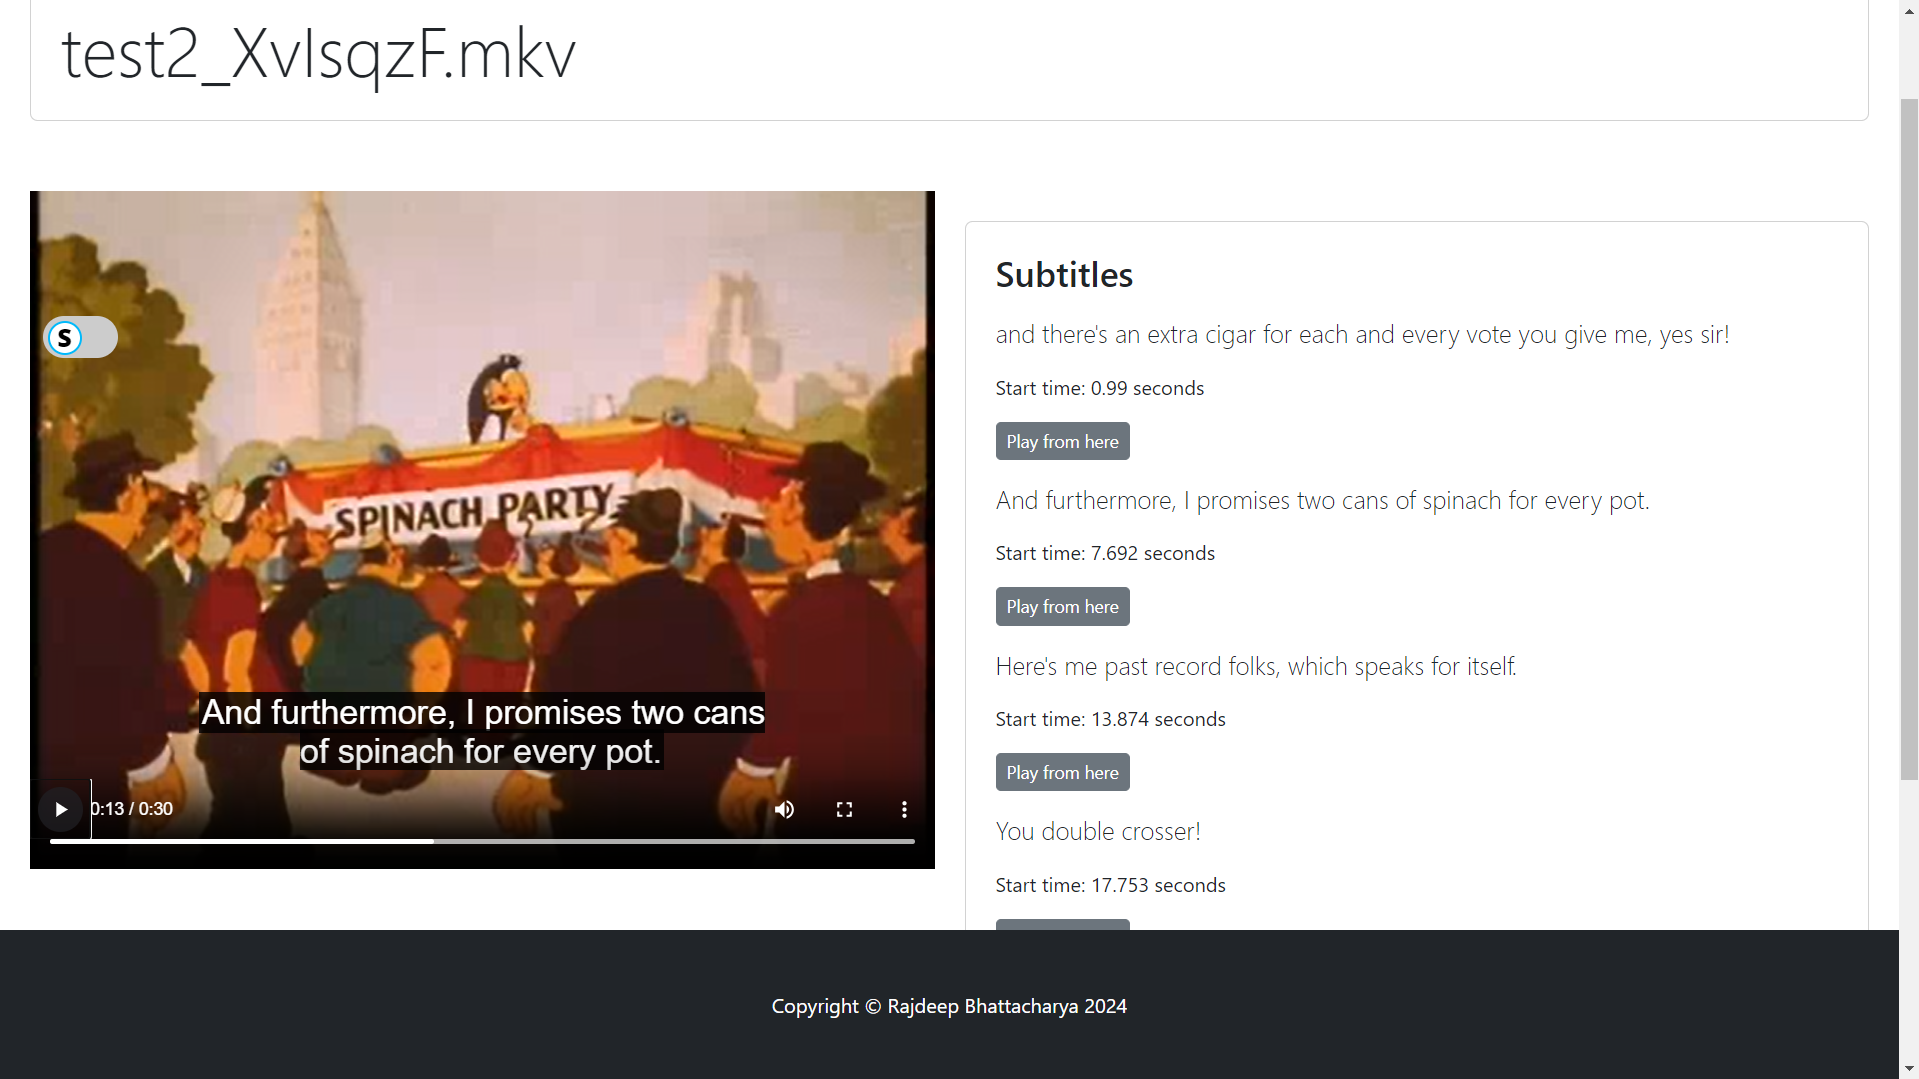 test2_XvIsqzF.mkv
S
SPINACH PARTY
And furthermore, I promises two cans
of spinach for every pot.
0:13 / 0:30
Subtitles
and there's an extra cigar for each and every vote you give me, yes sir!
Start time: 0.99 seconds
Play from here
And furthermore, I promises two cans of spinach for every pot.
Start time: 7.692 seconds
Play from here
Here's me past record folks, which speaks for itself.
Start time: 13.874 seconds
Play from here
You double crosser!
Start time: 17.753 seconds
Copyright © Rajdeep Bhattacharya 2024